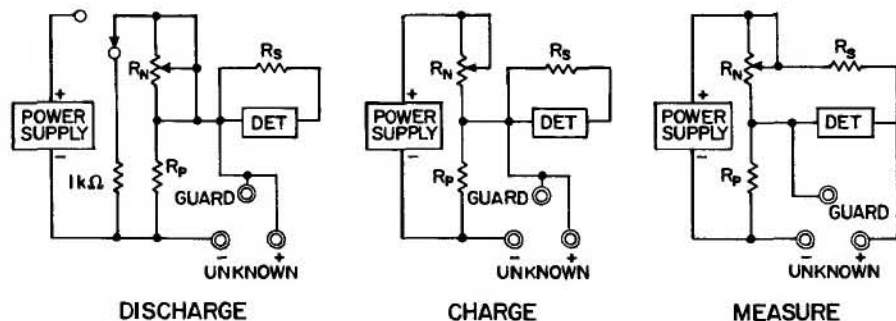 +
POWER
SUPPLY
−
1kΩ
R_N
R_P
R_S
DET
GUARD
− +
UNKNOWN
DISCHARGE
+
POWER
SUPPLY
−
R_N
R_P
R_S
DET
GUARD
− +
UNKNOWN
CHARGE
+
POWER
SUPPLY
−
R_N
R_P
R_S
DET
GUARD
− +
UNKNOWN
MEASURE